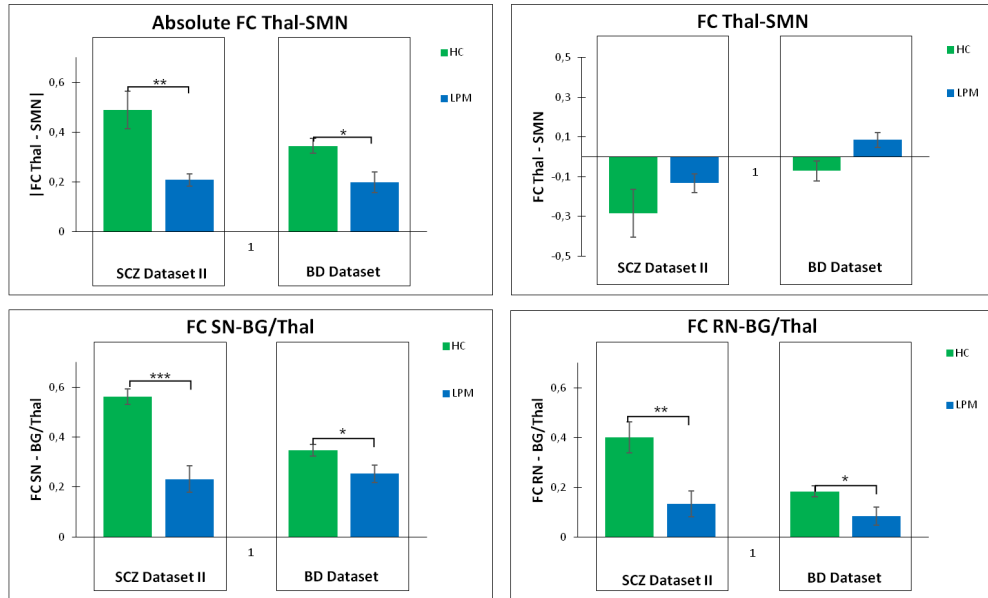 Absolute FC Thal-SMN
|FC Thal - SMN|
0,6
0,4
0,2
0
**
*
HC
LPM
1
SCZ Dataset II
BD Dataset
FC Thal-SMN
FC Thal - SMN
0,5
0,3
0,1
-0,1
-0,3
-0,5
HC
LPM
1
SCZ Dataset II
BD Dataset
FC SN-BG/Thal
FC SN - BG/Thal
0,6
0,4
0,2
0
***
*
HC
LPM
1
SCZ Dataset II
BD Dataset
FC RN-BG/Thal
FC RN - BG/Thal
0,6
0,4
0,2
0
**
*
HC
LPM
1
SCZ Dataset II
BD Dataset